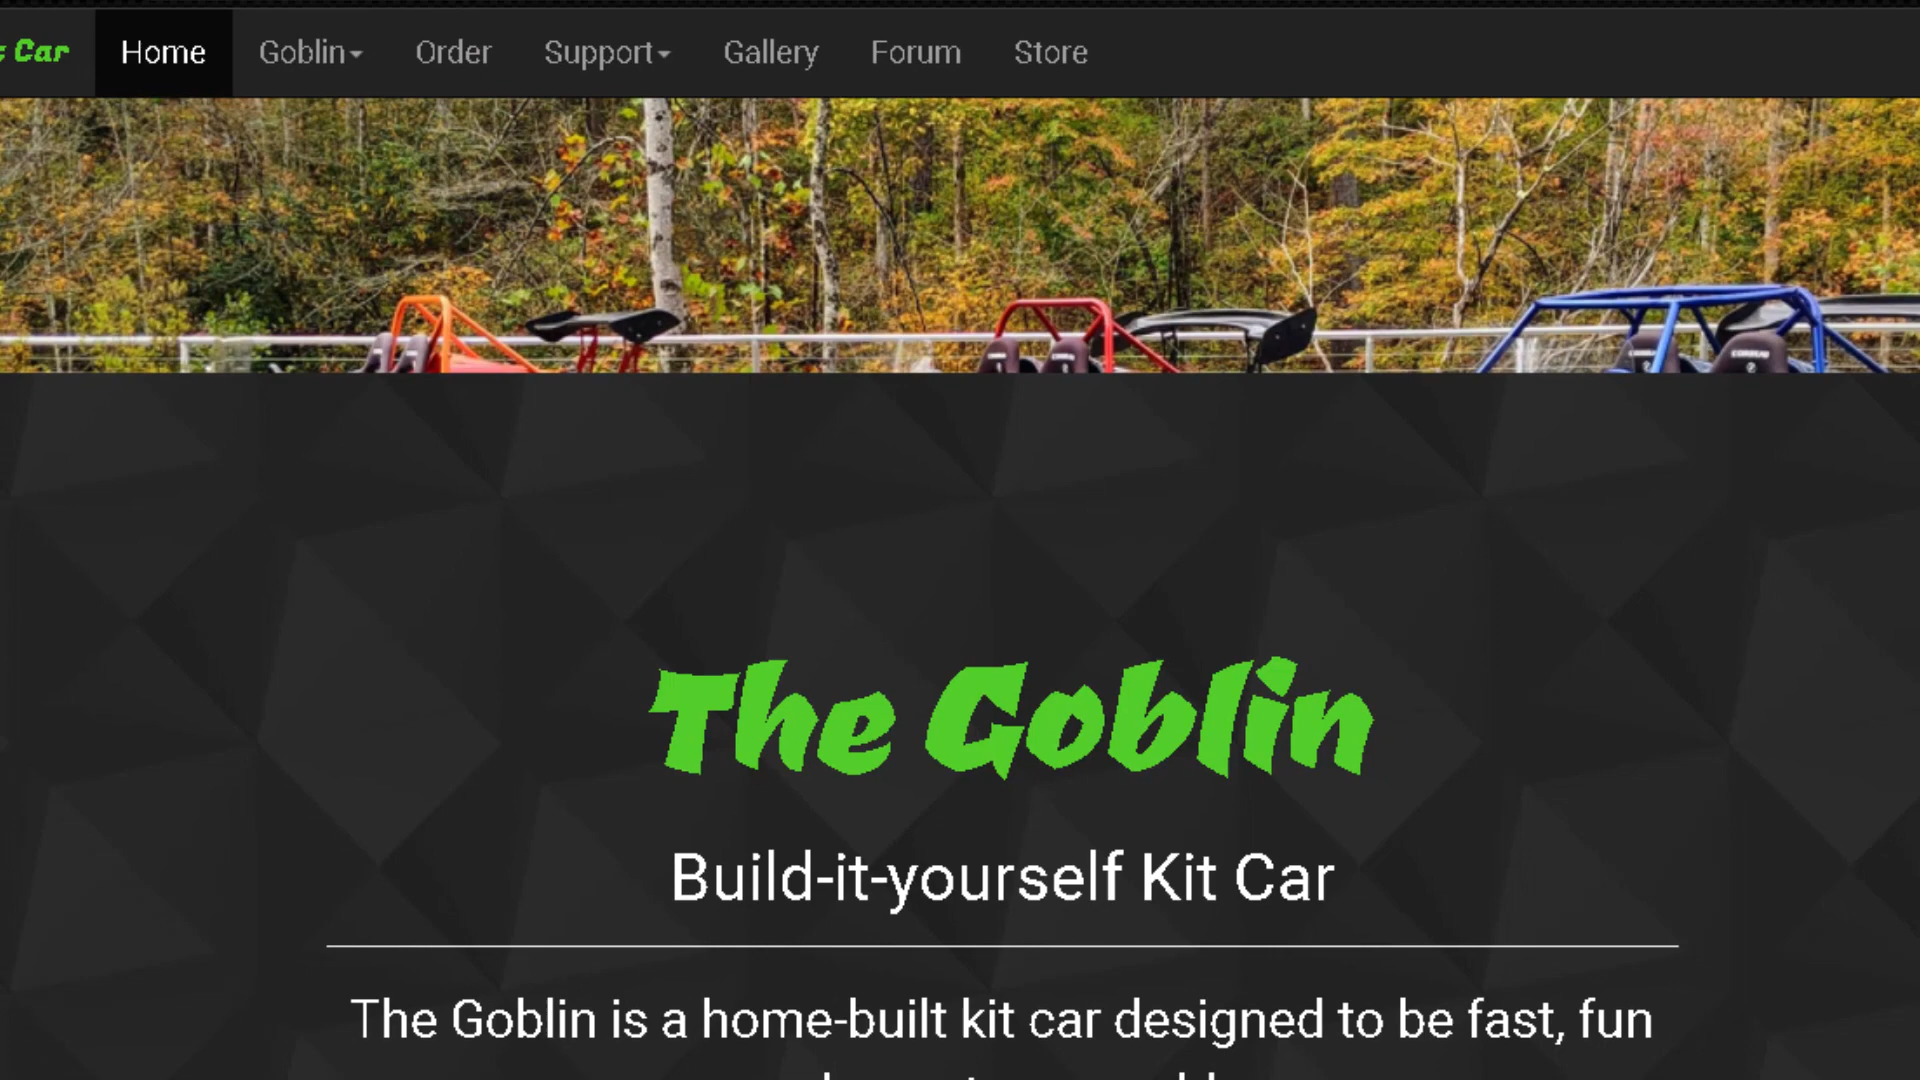 Car Home Goblin Order Support Gallery Forum Store
The Goblin
Build-it-yourself Kit Car
The Goblin is a home-built kit car designed to be fast, fun